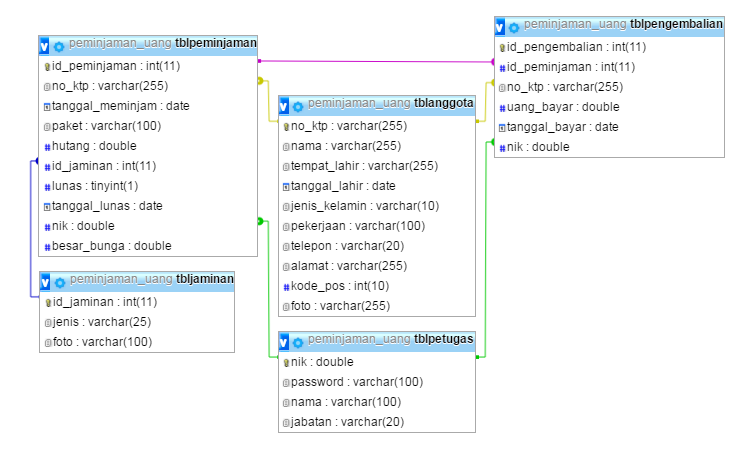 peminjaman_uang tblpeminjaman
id_peminjaman : int(11)
no_ktp : varchar(255)
tanggal_meminjam : date
paket : varchar(100)
hutang : double
id_jaminan : int(11)
lunas : tinyint(1)
tanggal_lunas : date
nik : double
besar_bunga : double
peminjaman_uang tbljaminan
id_jaminan : int(11)
jenis : varchar(25)
foto : varchar(100)
peminjaman_uang tblanggota
no_ktp : varchar(255)
nama : varchar(255)
tempat_lahir : varchar(255)
tanggal_lahir : date
jenis_kelamin : varchar(10)
pekerjaan : varchar(100)
telepon : varchar(20)
alamat : varchar(255)
kode_pos : int(10)
foto : varchar(255)
peminjaman_uang tblpetugas
nik : double
password : varchar(100)
nama : varchar(100)
jabatan : varchar(20)
peminjaman_uang tblpengembalian
id_pengembalian : int(11)
id_peminjaman : int(11)
no_ktp : varchar(255)
uang_bayar : double
tanggal_bayar : date
nik : double